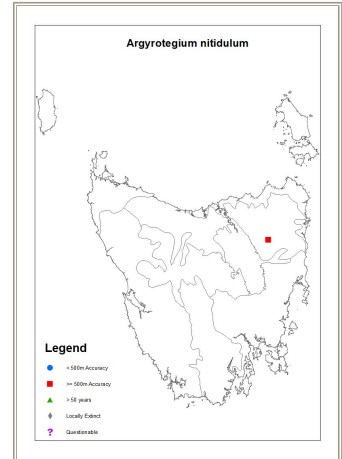 Argyrotegium nitidulum
Legend
< 500m Accuracy
>= 500m Accuracy
> 50 years
Locally Extinct
? Questionable